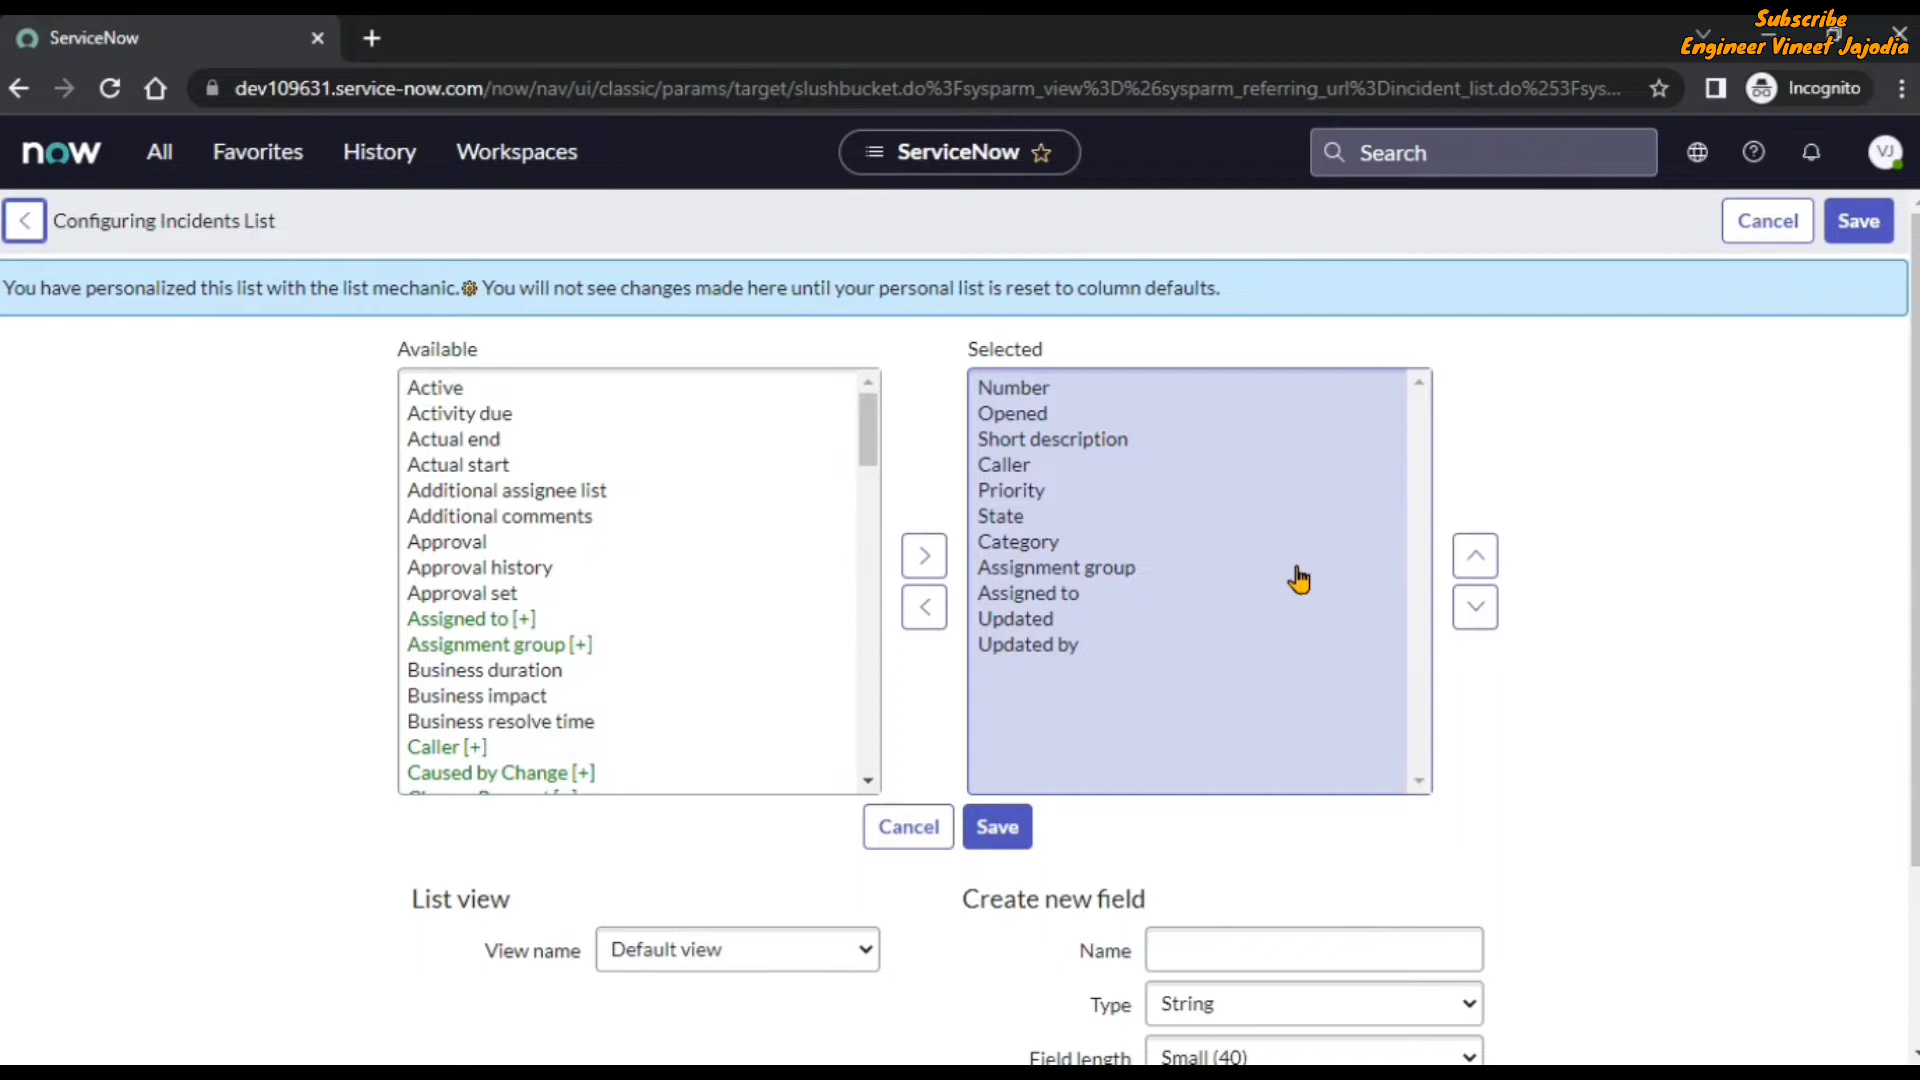 Subscribe
Engineer Vineet Jajodia
ServiceNow
dev109631.service-now.com/now/nav/ui/classic/params/target/slushbucket.do%3Fsysparm_view%3D%26sysparm_referring_url%3Dincident_list.do%253Fsys...
Incognito
now All Favorites History Workspaces ServiceNow Search VJ
Configuring Incidents List Cancel Save
You have personalized this list with the list mechanic. You will not see changes made here until your personal list is reset to column defaults.
Available
Active
Activity due
Actual end
Actual start
Additional assignee list
Additional comments
Approval
Approval history
Approval set
Assigned to [+]
Assignment group [+]
Business duration
Business impact
Business resolve time
Caller [+]
Caused by Change [+]
Selected
Number
Opened
Short description
Caller
Priority
State
Category
Assignment group
Assigned to
Updated
Updated by
Cancel Save
List view
View name Default view
Create new field
Name
Type String
Field length Small (40)